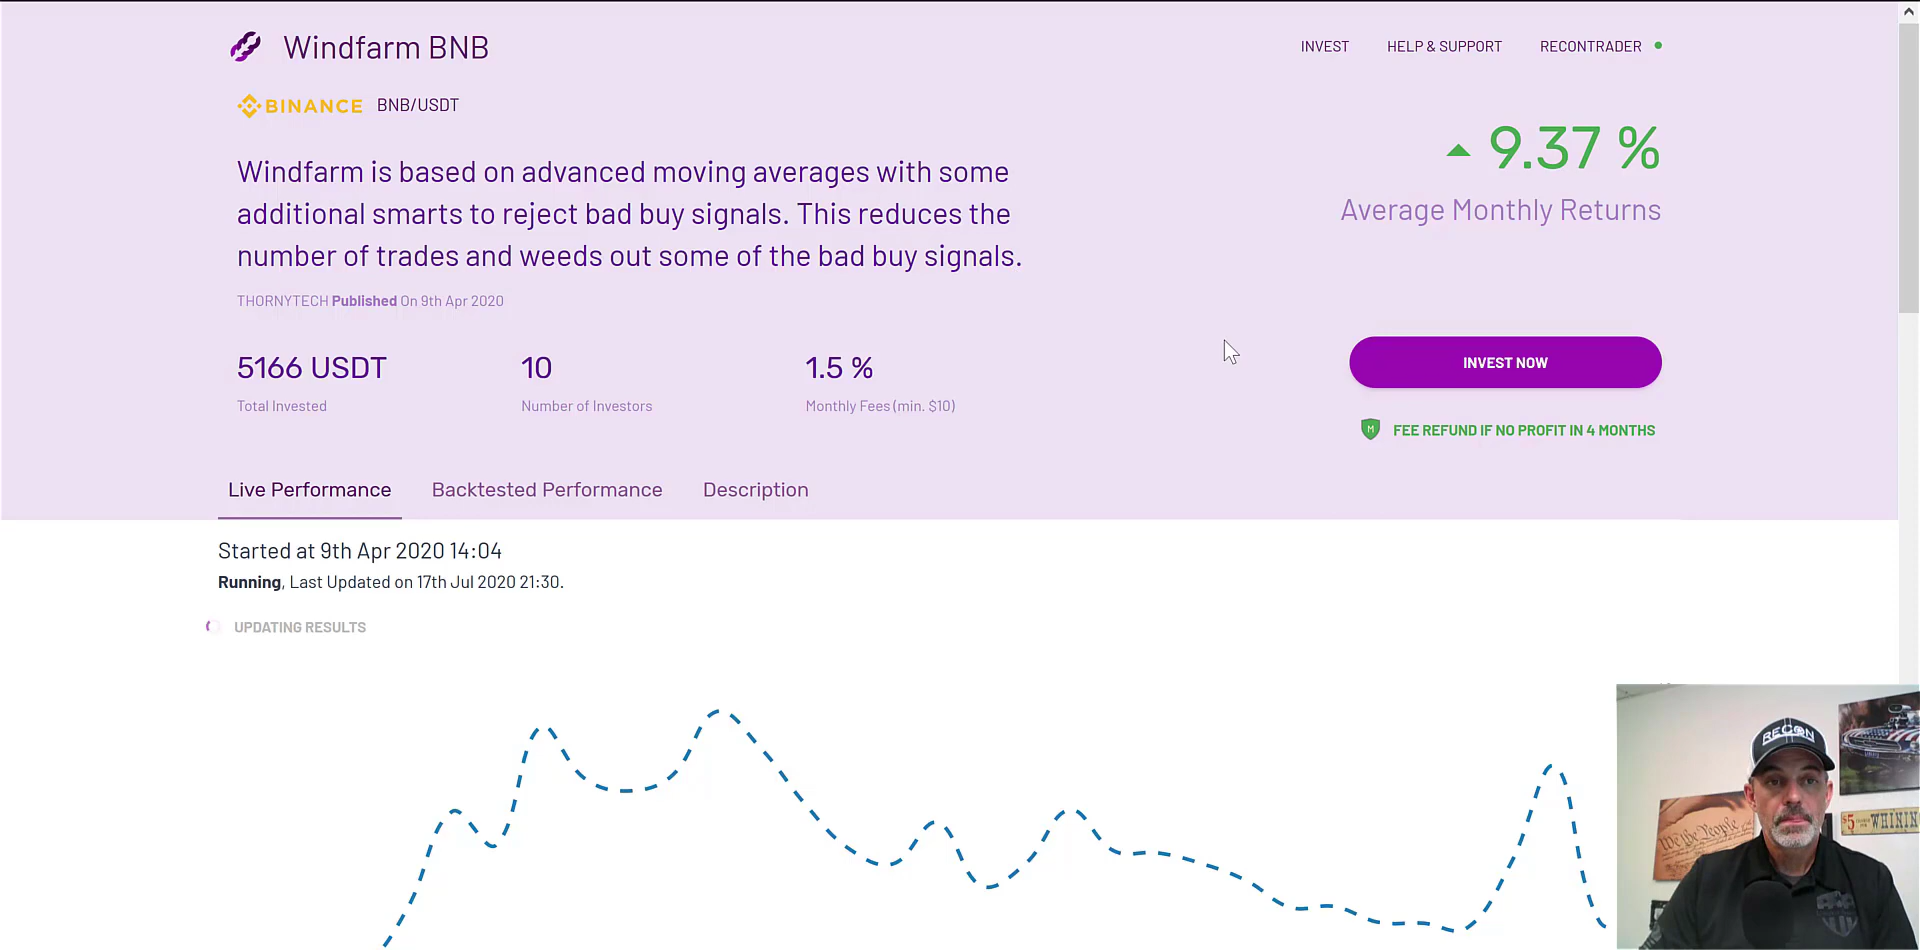 Windfarm BNB
INVEST
HELP & SUPPORT
RECONTRADER
BINANCE BNB/USDT
9.37 %
Average Monthly Returns
Windfarm is based on advanced moving averages with some
additional smarts to reject bad buy signals. This reduces the
number of trades and weeds out some of the bad buy signals.
THORNYTECH Published On 9th Apr 2020
5166 USDT
Total Invested
10
Number of Investors
1.5 %
Monthly Fees (min. $10)
INVEST NOW
M
FEE REFUND IF NO PROFIT IN 4 MONTHS
Live Performance
Backtested Performance
Description
Started at 9th Apr 2020 14:04
Running, Last Updated on 17th Jul 2020 21:30.
UPDATING RESULTS
RECON
We the People
$5
WHINING